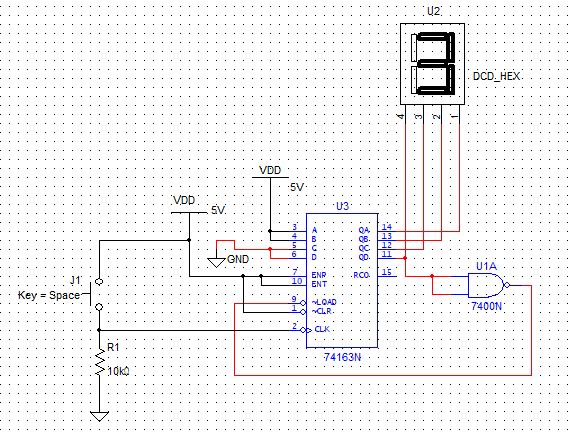 U2
3
DCD_HEX
4 3 2 1
VDD
5V
VDD
5V
U3
3 A QA 14
4 B QB 13
5 C QC 12
6 D QD 11
7 ENP RCO 15
10 ENT
9 ~LOAD
1 ~CLR
2 CLK
74163N
GND
U1A
7400N
J1
Key = Space
R1
10kΩ